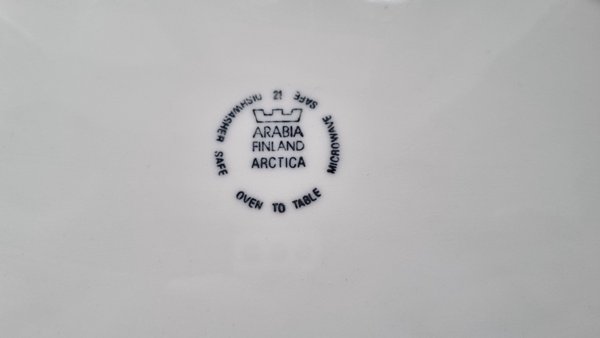 ARABIA
FINLAND
ARCTICA
DISHWASHER SAFE
OVEN TO TABLE
MICROWAVE SAFE
21